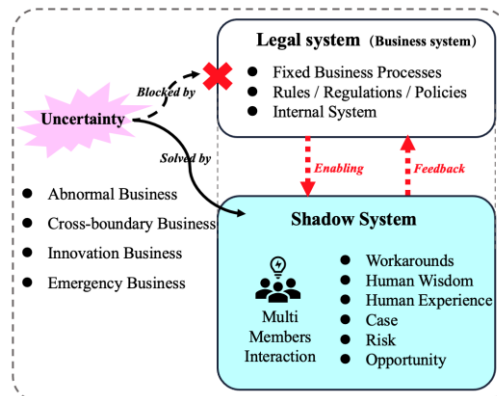 Legal system (Business system)
Fixed Business Processes
Rules / Regulations / Policies
Internal System
Blocked by
Uncertainty
Solved by
Enabling
Feedback
Abnormal Business
Cross-boundary Business
Innovation Business
Emergency Business
Shadow System
Multi
Members
Interaction
Workarounds
Human Wisdom
Human Experience
Case
Risk
Opportunity